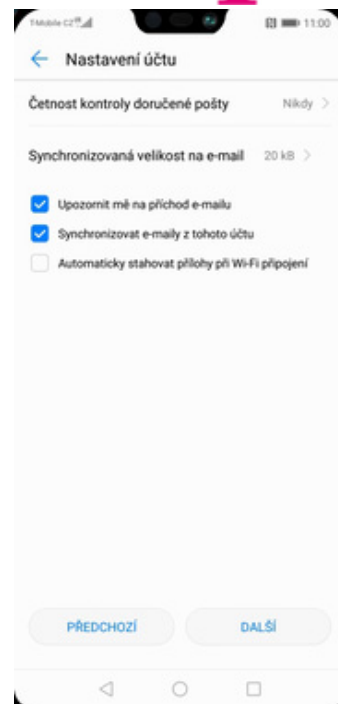 T-Mobile CZ 11:00
Nastavení účtu
Četnost kontroly doručené pošty Nikdy
Synchronizovaná velikost na e-mail 20 kB
Upozornit mě na příchod e-mailu
Synchronizovat e-maily z tohoto účtu
Automaticky stahovat přílohy při Wi-Fi připojení
PŘEDCHOZÍ DALŠÍ